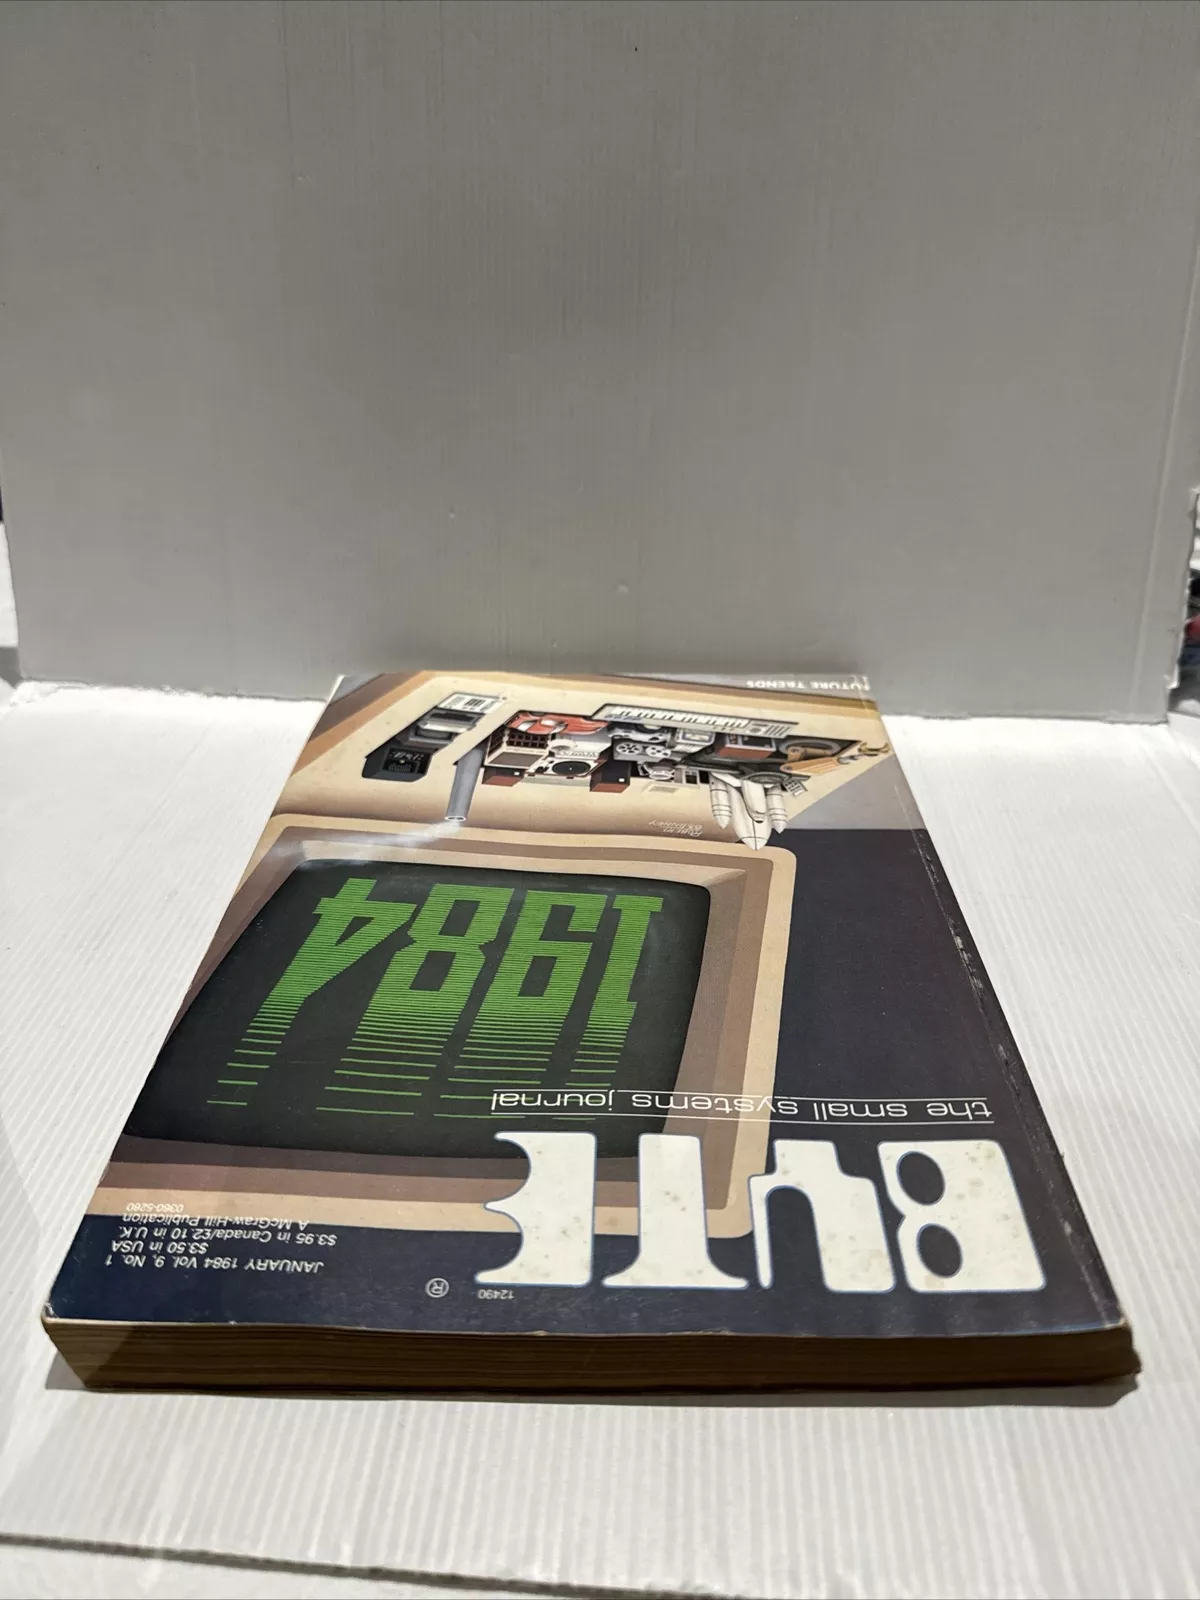 12490
®
BYTE
JANUARY 1984 Vol. 9, No. 1
$3.50 in USA
$3.95 in Canada/£2.10 in U.K.
A McGraw-Hill Publication
0360-5280
the small systems journal
1984
FUTURE TRENDS